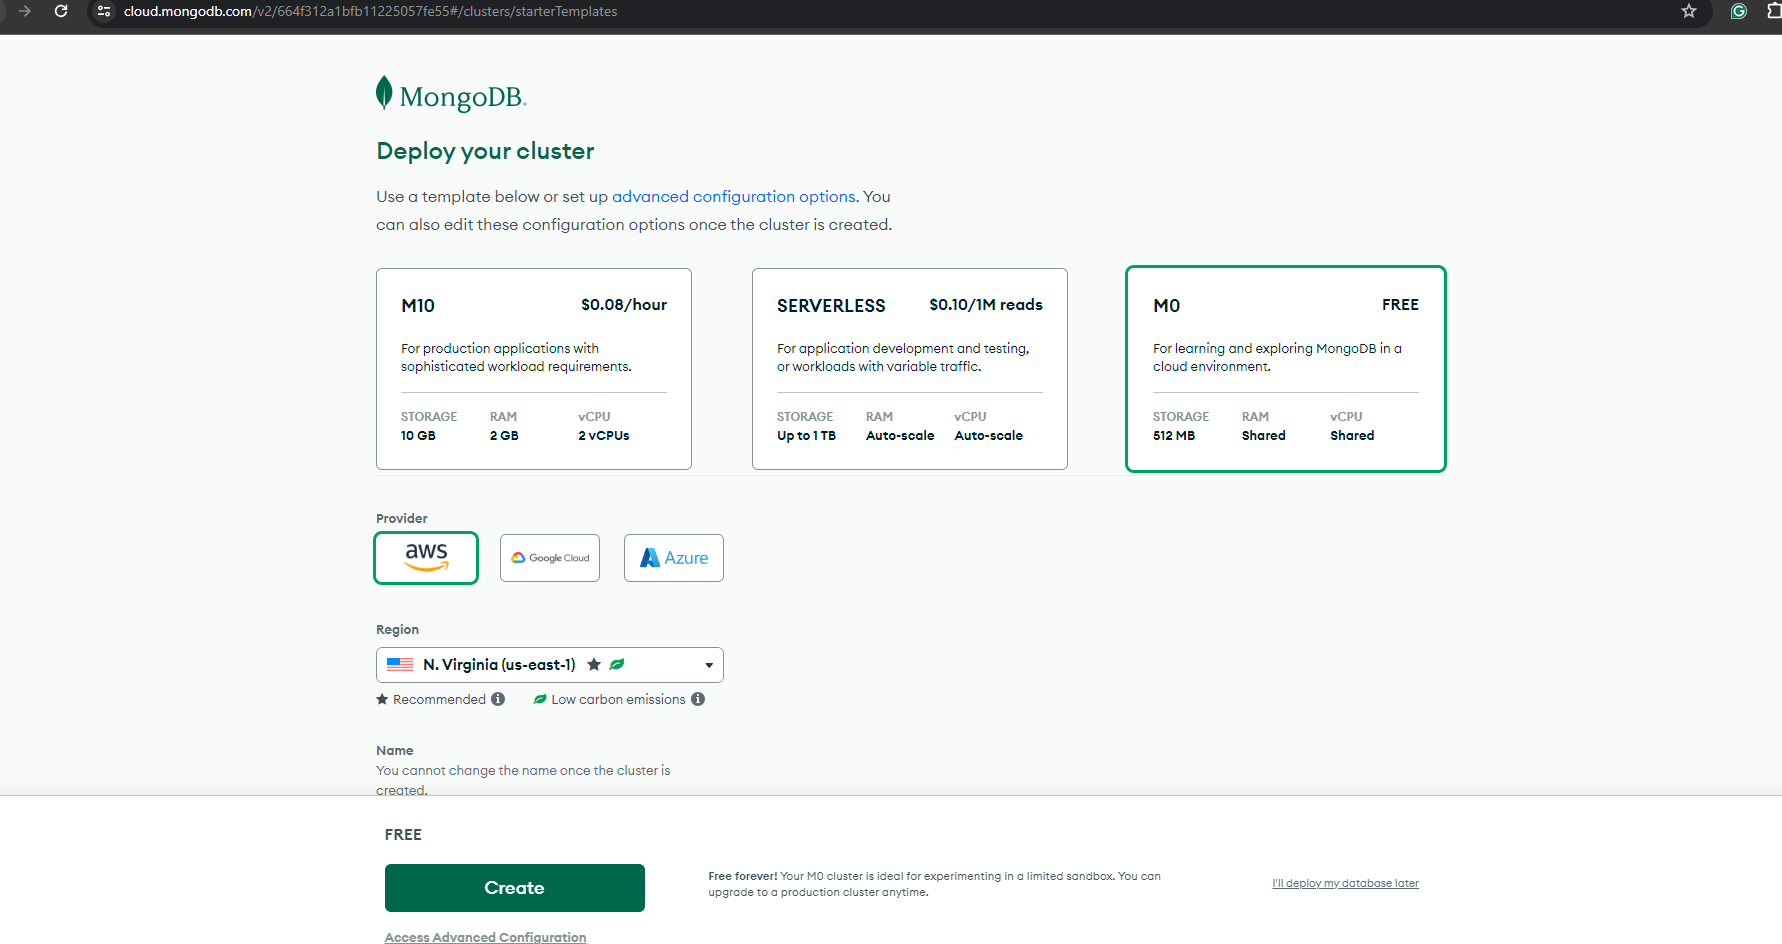 cloud.mongodb.com/v2/664f312a1bfb11225057fe55#/clusters/starterTemplates
MongoDB.
Deploy your cluster
Use a template below or set up advanced configuration options. You
can also edit these configuration options once the cluster is created.
M10 $0.08/hour
For production applications with
sophisticated workload requirements.
STORAGE RAM vCPU
10 GB 2 GB 2 vCPUs
SERVERLESS $0.10/1M reads
For application development and testing,
or workloads with variable traffic.
STORAGE RAM vCPU
Up to 1 TB Auto-scale Auto-scale
M0 FREE
For learning and exploring MongoDB in a
cloud environment.
STORAGE RAM vCPU
512 MB Shared Shared
Provider
aws Google Cloud Azure
Region
N. Virginia (us-east-1)
Recommended Low carbon emissions
Name
You cannot change the name once the cluster is
created.
FREE
Create
Free forever! Your M0 cluster is ideal for experimenting in a limited sandbox. You can
upgrade to a production cluster anytime.
I'll deploy my database later
Access Advanced Configuration